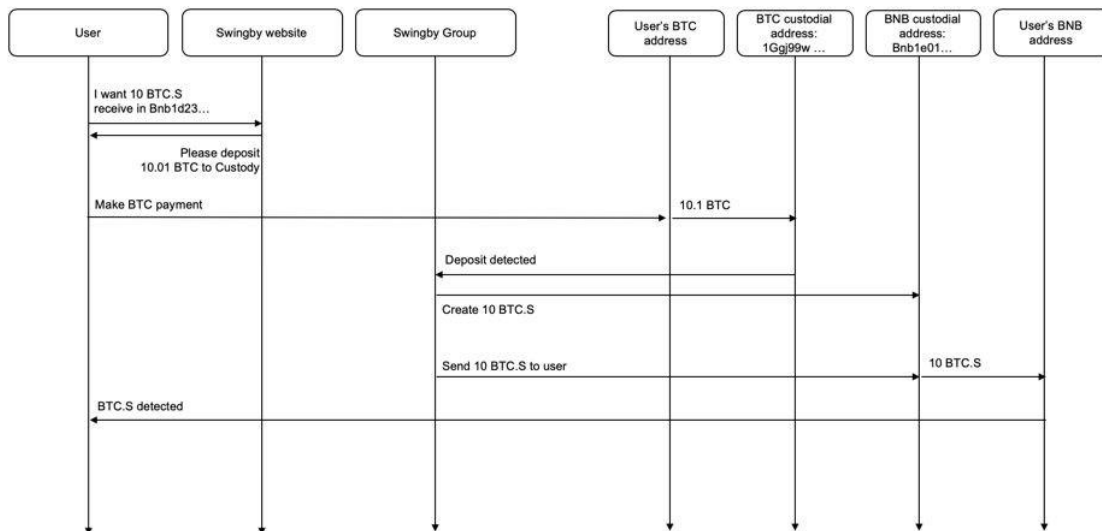 User
Swingby website
Swingby Group
User's BTC
address
BTC custodial
address:
1Ggj99w ...
BNB custodial
address:
Bnb1e01...
User's BNB
address
I want 10 BTC.S
receive in Bnb1d23...
Please deposit
10.01 BTC to Custody
Make BTC payment
10.1 BTC
Deposit detected
Create 10 BTC.S
Send 10 BTC.S to user
10 BTC.S
BTC.S detected